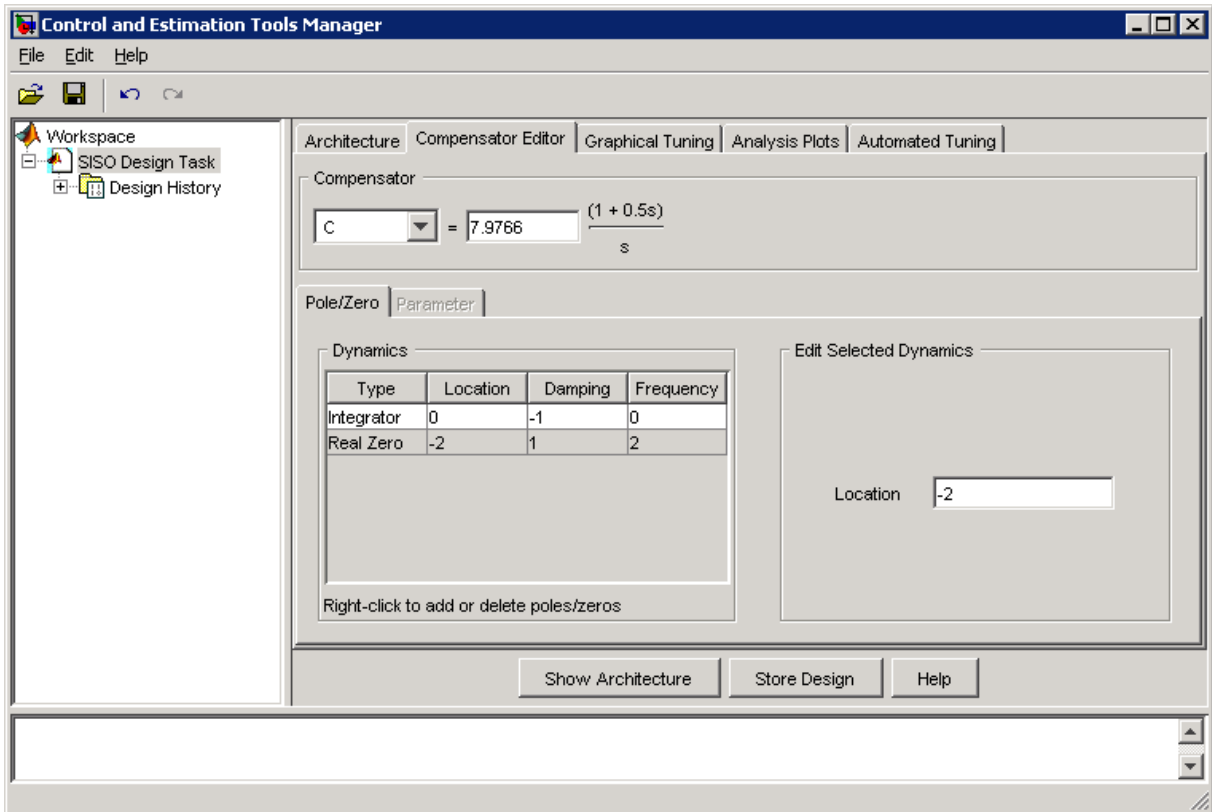 Control and Estimation Tools Manager
File Edit Help
Workspace
SISO Design Task
Design History
Architecture Compensator Editor Graphical Tuning Analysis Plots Automated Tuning
Compensator
C = 7.9766 (1 + 0.5s)
s
Pole/Zero Parameter
Dynamics
Type Location Damping Frequency
Integrator 0 -1 0
Real Zero -2 1 2
Right-click to add or delete poles/zeros
Edit Selected Dynamics
Location -2
Show Architecture Store Design Help